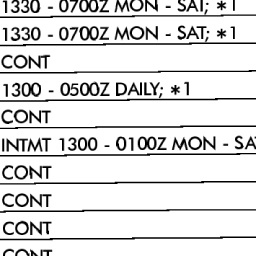 1330 - 0700Z MON - SAT; *1
1330 - 0700Z MON - SAT; *1
CONT
1300 - 0500Z DAILY; *1
CONT
INTMT 1300 - 0100Z MON - SA
CONT
CONT
CONT
CONT